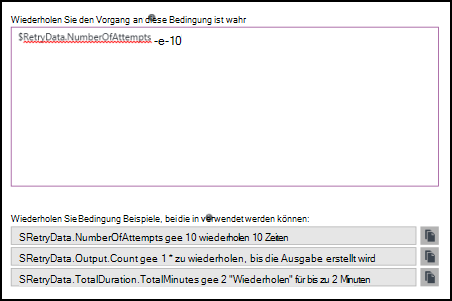 Wiederholen Sie den Vorgang an diese Bedingung ist wahr
$RetryData.NumberOfAttempts -e-10
Wiederholen Sie Bedingung Beispiele, bei die in verwendet werden können:
SRetryData.NumberOfAttempts gee 10 wiederholen 10 Zeiten
SRetryData.Output.Count gee 1 * zu wiederholen, bis die Ausgabe erstellt wird
SRetryData.TotalDuration.TotalMinutes gee 2 "Wiederholen" für bis zu 2 Minuten